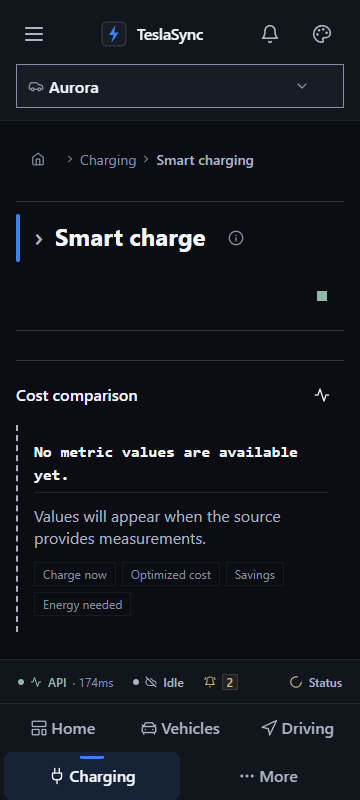 TeslaSync
Aurora
Charging
Smart charging
Smart charge
Cost comparison
No metric values are available
yet.
Values will appear when the source
provides measurements.
Charge now
Optimized cost
Savings
Energy needed
API · 174ms
Idle
2
Status
Home
Vehicles
Driving
Charging
More